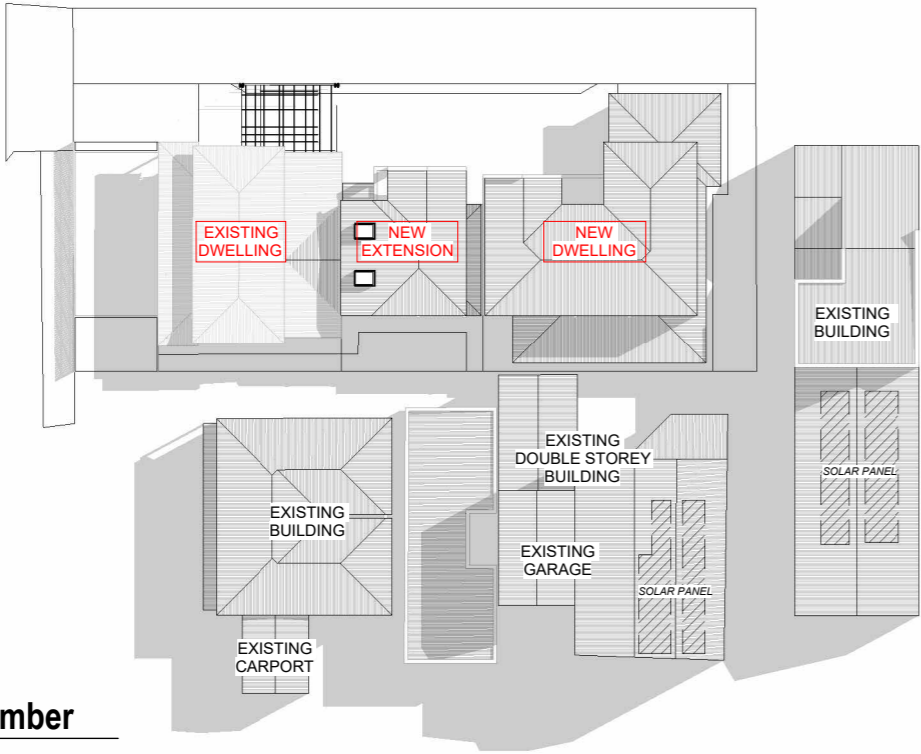 EXISTING
DWELLING
NEW
EXTENSION
NEW
DWELLING
EXISTING
BUILDING
SOLAR PANEL
EXISTING
DOUBLE STOREY
BUILDING
EXISTING
BUILDING
EXISTING
GARAGE
SOLAR PANEL
EXISTING
CARPORT
mber